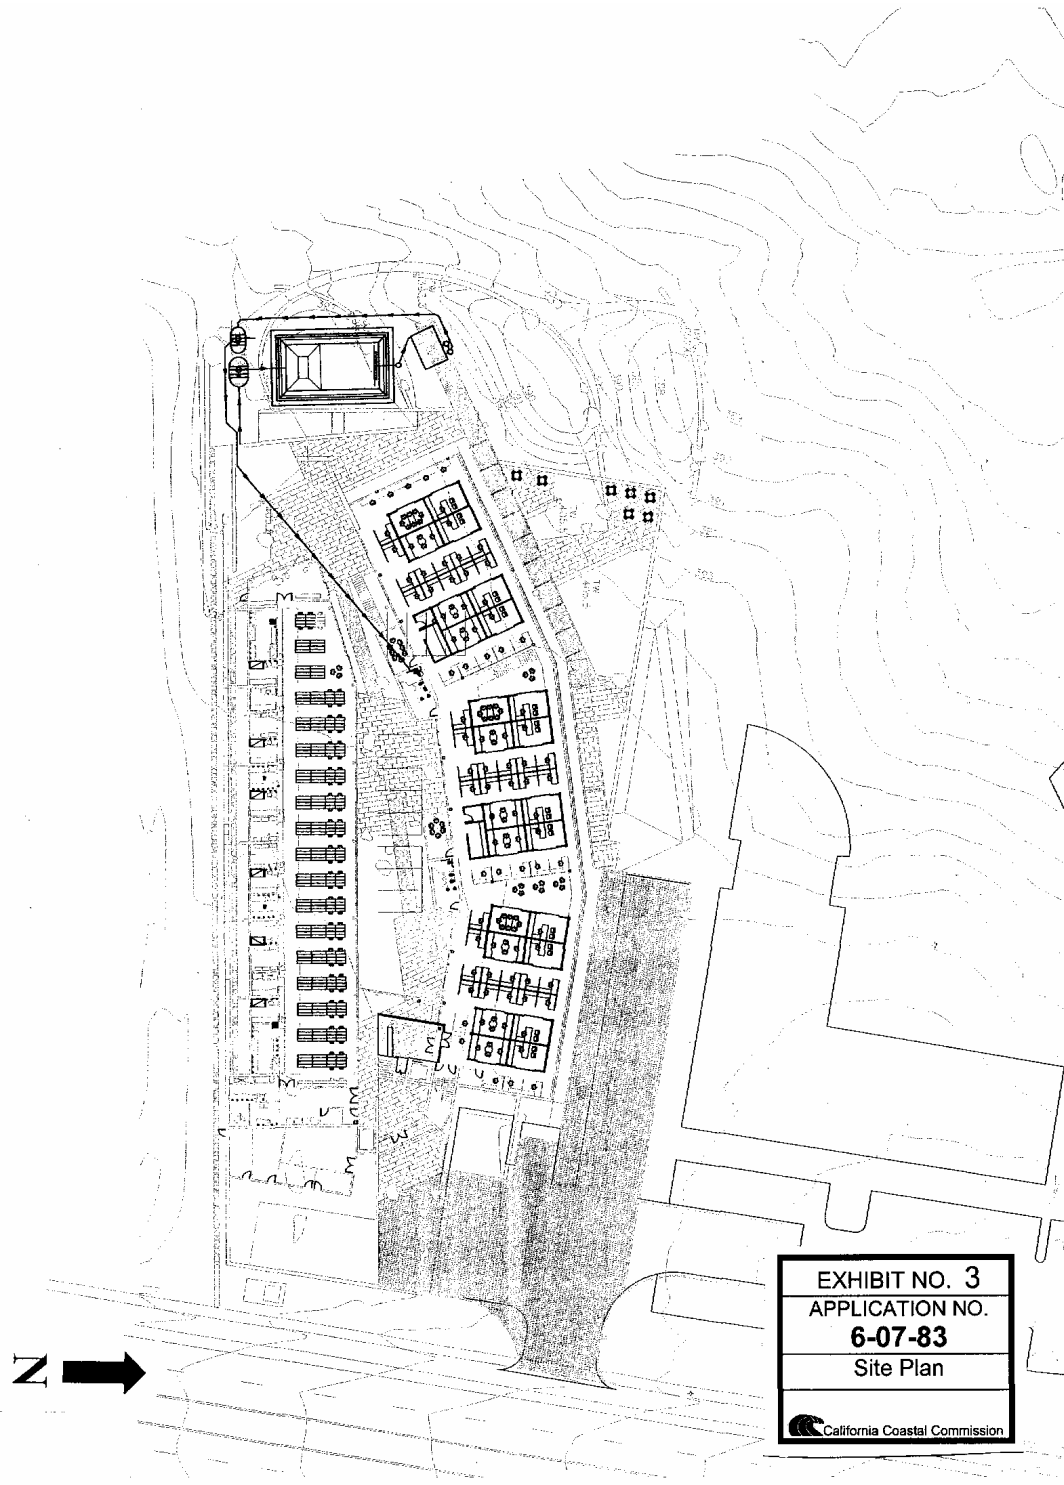 N
EXHIBIT NO. 3
APPLICATION NO.
6-07-83
Site Plan
California Coastal Commission